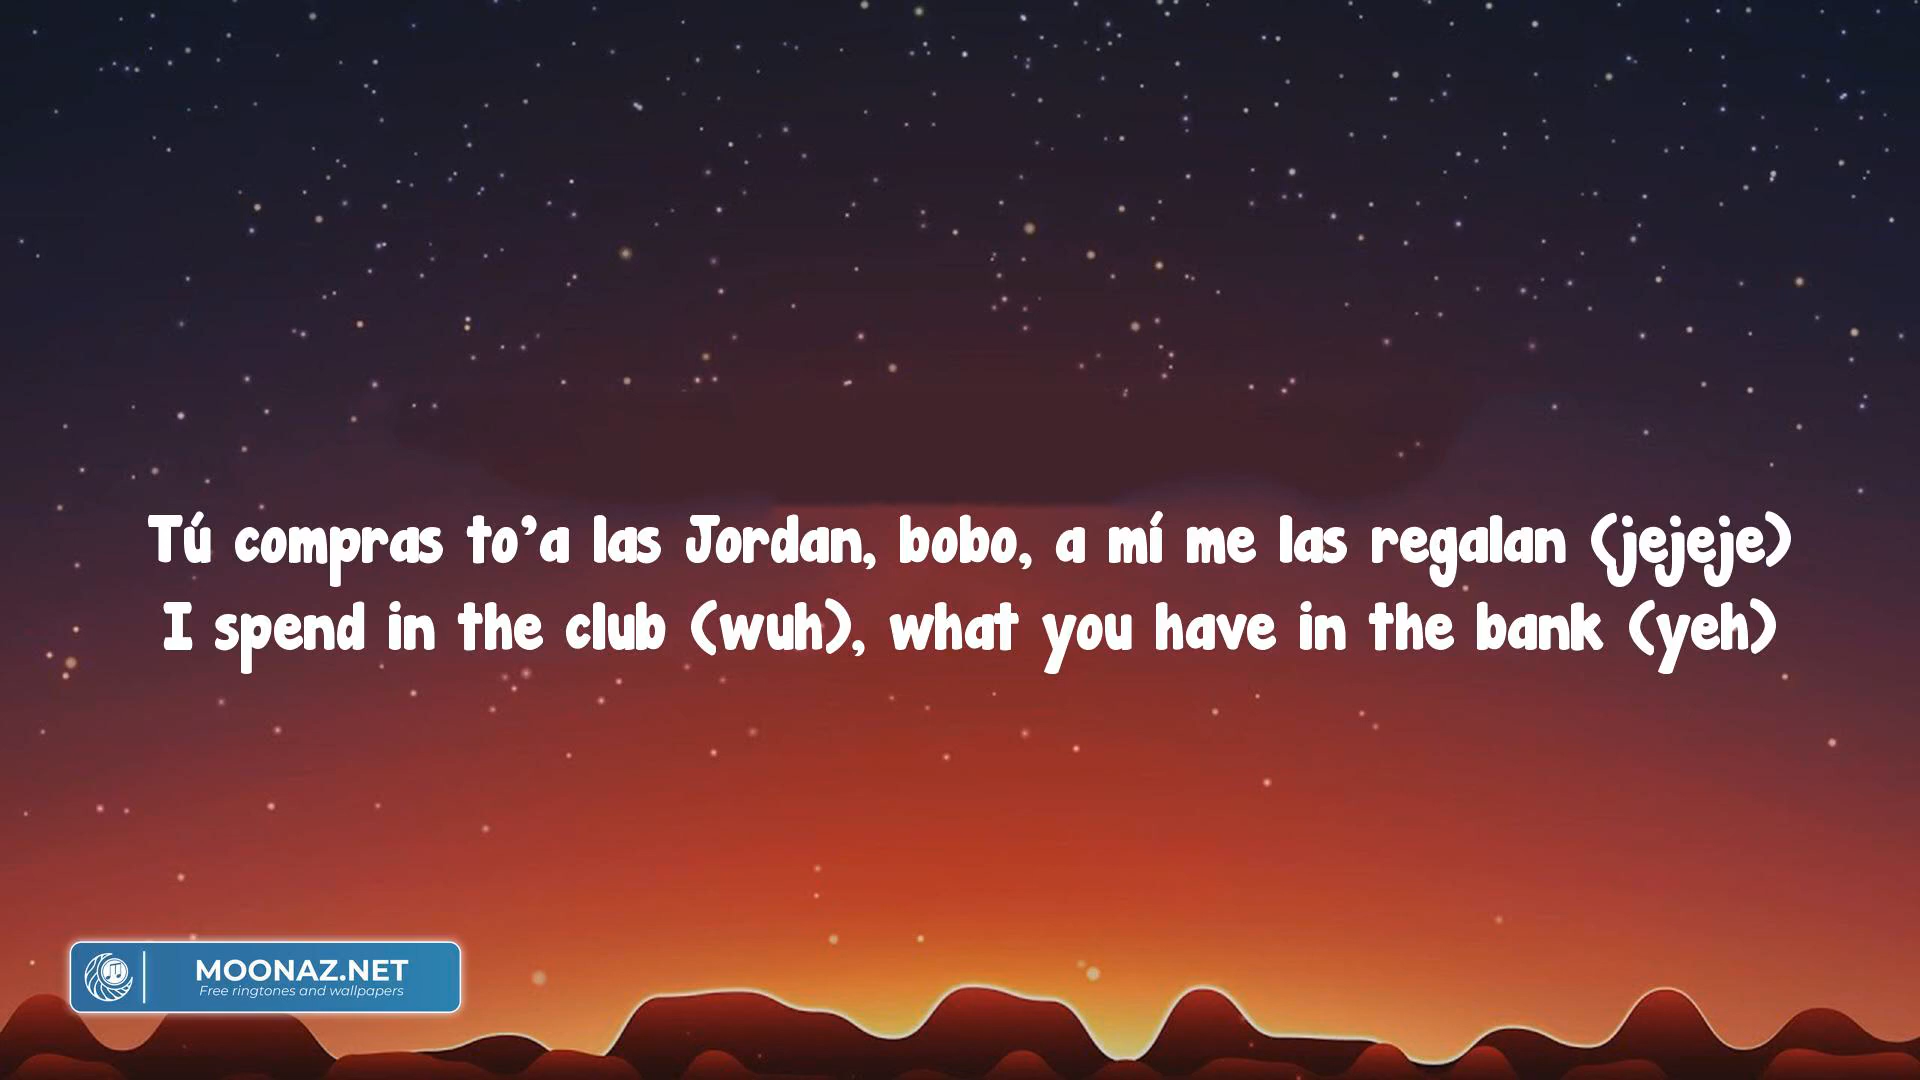 Tú compras to'a las Jordan, bobo, a mí me las regalan (jejeje)
I spend in the club (wuh), what you have in the bank (yeh)
MOONAZ.NET
Free ringtones and wallpapers